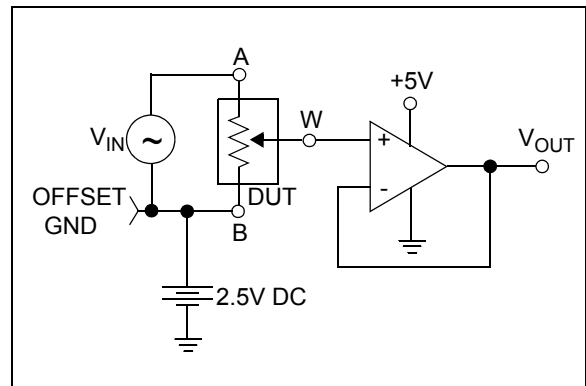 A
+5V
W
V_IN
~
+
V_OUT
-
OFFSET
GND
DUT
B
2.5V DC